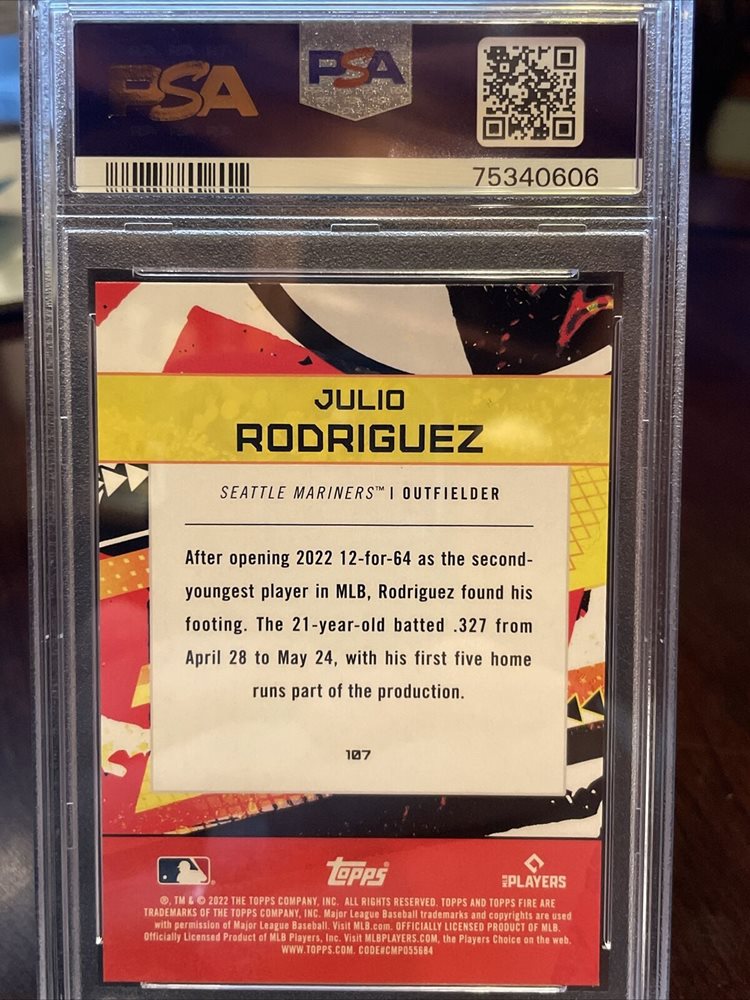 PSA PSA
75340606
JULIO
RODRIGUEZ
SEATTLE MARINERS™ | OUTFIELDER
After opening 2022 12-for-64 as the second-
youngest player in MLB, Rodriguez found his
footing. The 21-year-old batted .327 from
April 28 to May 24, with his first five home
runs part of the production.
107
topps
MLB PLAYERS
®, TM & © 2022 THE TOPPS COMPANY, INC. ALL RIGHTS RESERVED. TOPPS AND TOPPS FIRE ARE
TRADEMARKS OF THE TOPPS COMPANY, INC. Major League Baseball trademarks and copyrights are used
with permission of Major League Baseball. Visit MLB.com. OFFICIALLY LICENSED PRODUCT OF MLB.
Officially Licensed Product of MLB Players, Inc. Visit MLBPLAYERS.COM, the Players Choice on the web.
WWW.TOPPS.COM. CODE#CMP055684